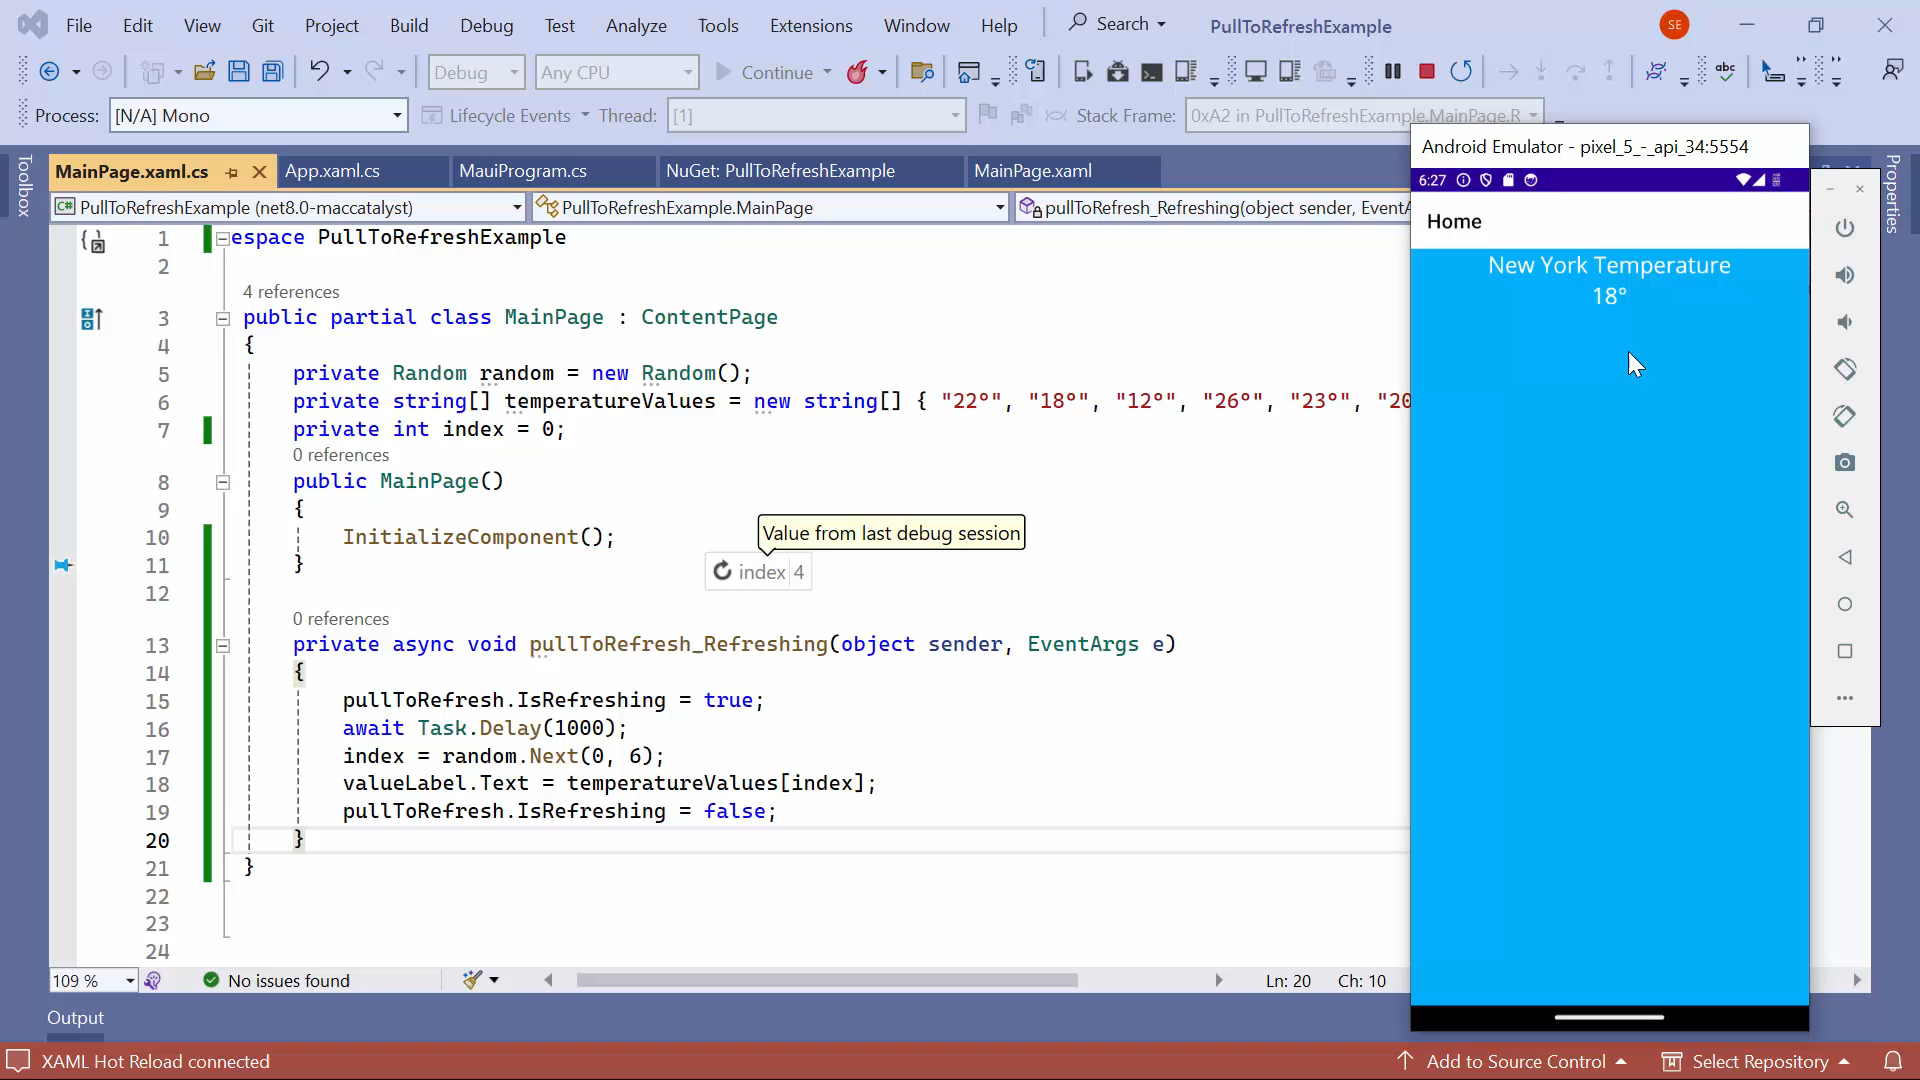 File Edit View Git Project Build Debug Test Analyze Tools Extensions Window Help Search PullToRefreshExample SE
Debug Any CPU Continue abc
Process: [N/A] Mono Lifecycle Events Thread: [1] Stack Frame: 0xA2 in PullToRefreshExample.MainPage.R
Toolbox
MainPage.xaml.cs App.xaml.cs MauiProgram.cs NuGet: PullToRefreshExample MainPage.xaml
PullToRefreshExample (net8.0-maccatalyst) PullToRefreshExample.MainPage pullToRefresh_Refreshing(object sender, EventA
1 espace PullToRefreshExample
2
4 references
3 public partial class MainPage : ContentPage
4 {
5 private Random random = new Random();
6 private string[] temperatureValues = new string[] { "22°", "18°", "12°", "26°", "23°", "20
7 private int index = 0;
0 references
8 public MainPage()
9 {
10 InitializeComponent();
11 }
Value from last debug session
index 4
12
0 references
13 private async void pullToRefresh_Refreshing(object sender, EventArgs e)
14 {
15 pullToRefresh.IsRefreshing = true;
16 await Task.Delay(1000);
17 index = random.Next(0, 6);
18 valueLabel.Text = temperatureValues[index];
19 pullToRefresh.IsRefreshing = false;
20 }
21 }
22
23
24
109 % No issues found Ln: 20 Ch: 10
Output
XAML Hot Reload connected Add to Source Control Select Repository
Android Emulator - pixel_5_-_api_34:5554
6:27
Home
New York Temperature
18°
Properties